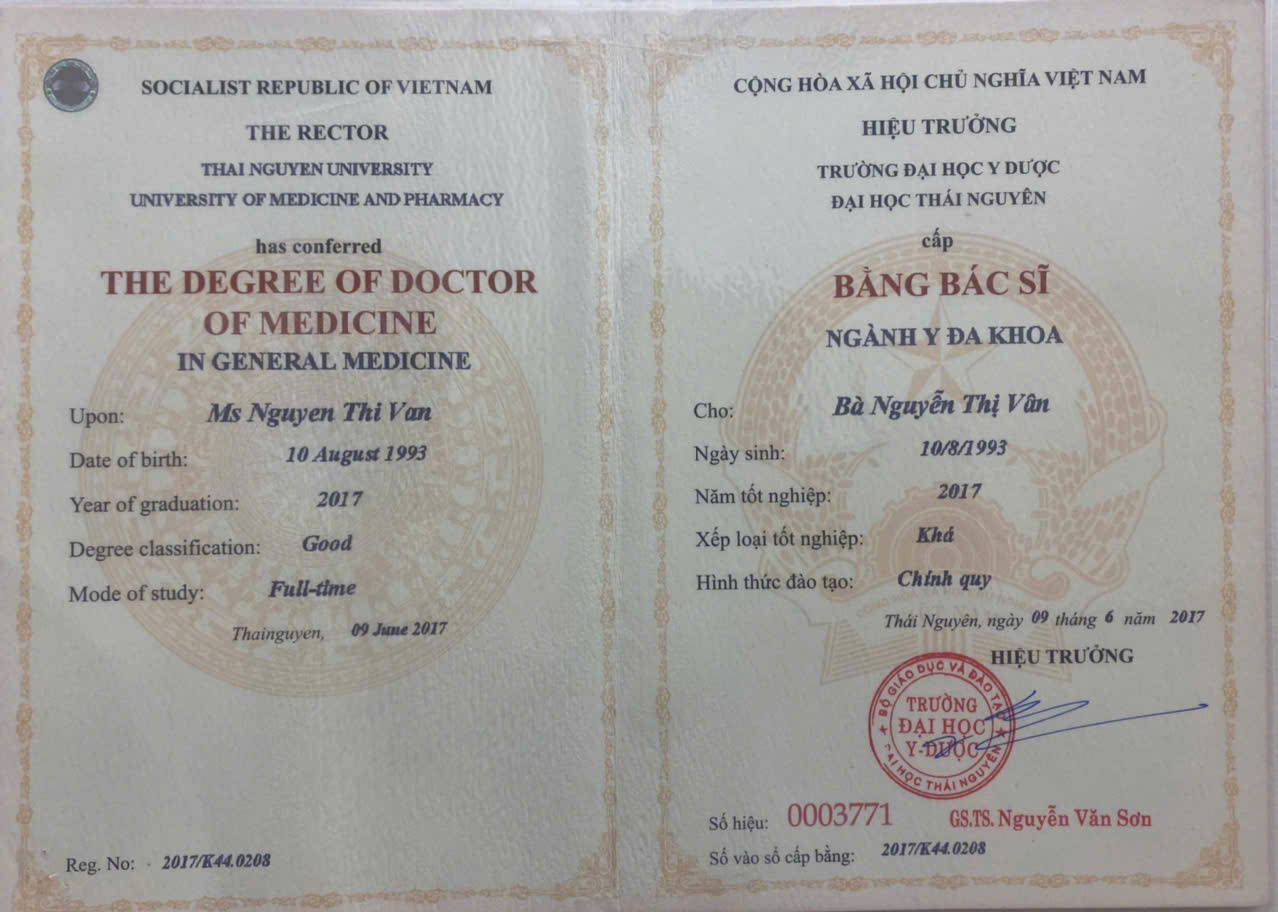 SOCIALIST REPUBLIC OF VIETNAM
THE RECTOR
THAI NGUYEN UNIVERSITY
UNIVERSITY OF MEDICINE AND PHARMACY
has conferred
THE DEGREE OF DOCTOR
OF MEDICINE
IN GENERAL MEDICINE
Upon: Ms Nguyen Thi Van
Date of birth: 10 August 1993
Year of graduation: 2017
Degree classification: Good
Mode of study: Full-time
Thainguyen, 09 June 2017
Reg. No: 2017/K44.0208
CỘNG HÒA XÃ HỘI CHỦ NGHĨA VIỆT NAM
HIỆU TRƯỞNG
TRƯỜNG ĐẠI HỌC Y DƯỢC
ĐẠI HỌC THÁI NGUYÊN
cấp
BẰNG BÁC SĨ
NGÀNH Y ĐA KHOA
Cho: Bà Nguyễn Thị Vân
Ngày sinh: 10/8/1993
Năm tốt nghiệp: 2017
Xếp loại tốt nghiệp: Khá
Hình thức đào tạo: Chính quy
Thái Nguyên, ngày 09 tháng 6 năm 2017
HIỆU TRƯỞNG
BỘ GIÁO DỤC VÀ ĐÀO TẠO
TRƯỜNG
ĐẠI HỌC
Y-DƯỢC
ĐẠI HỌC THÁI NGUYÊN
Số hiệu: 0003771
GS.TS. Nguyễn Văn Sơn
Số vào sổ cấp bằng: 2017/K44.0208